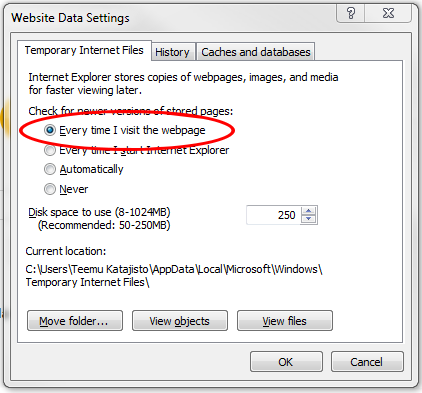 Website Data Settings
Temporary Internet Files
History
Caches and databases
Internet Explorer stores copies of webpages, images, and media
for faster viewing later.
Check for newer versions of stored pages:
Every time I visit the webpage
Every time I start Internet Explorer
Automatically
Never
Disk space to use (8-1024MB)
(Recommended: 50-250MB)
250
Current location:
C:\Users\Teemu Katajisto\AppData\Local\Microsoft\Windows\
Temporary Internet Files\
Move folder...
View objects
View files
OK
Cancel